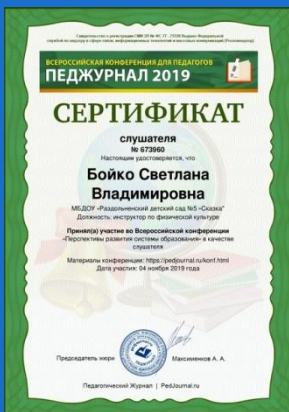 ВСЕРОССИЙСКАЯ КОНФЕРЕНЦИЯ ДЛЯ ПЕДАГОГОВ
ПЕДЖУРНАЛ 2019
СЕРТИФИКАТ
слушателя
№ 673960
Настоящим удостоверяется, что
Бойко Светлана
Владимировна
МБДОУ «Раздольненский детский сад №5 «Сказка"
Должность: инструктор по физической культуре
Принял(а) участие во Всероссийской конференции
«Перспективы развития системы образования» в качестве
слушателя
Материалы конференции: https://pedjournal.ru/konf.html
Дата участия: 04 ноября 2019 года
Председатель жюри
Максименков А. А.
Педагогический Журнал | PedJournal.ru